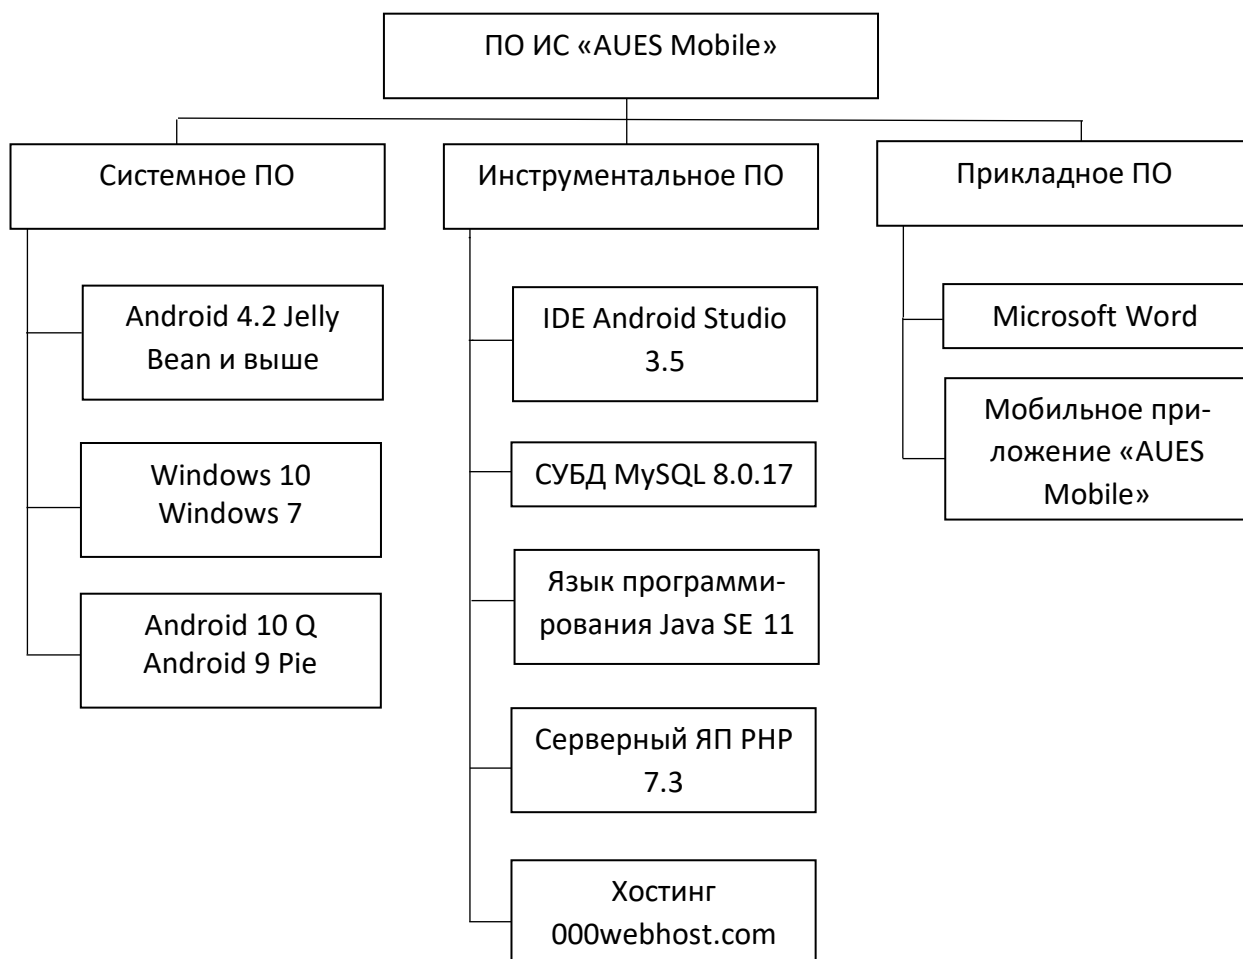 ПО ИС «AUES Mobile»
Системное ПО
Инструментальное ПО
Прикладное ПО
Android 4.2 Jelly
Bean и выше
Windows 10
Windows 7
Android 10 Q
Android 9 Pie
IDE Android Studio
3.5
СУБД MySQL 8.0.17
Язык программи-
рования Java SE 11
Серверный ЯП PHP
7.3
Хостинг
000webhost.com
Microsoft Word
Мобильное при-
ложение «AUES
Mobile»